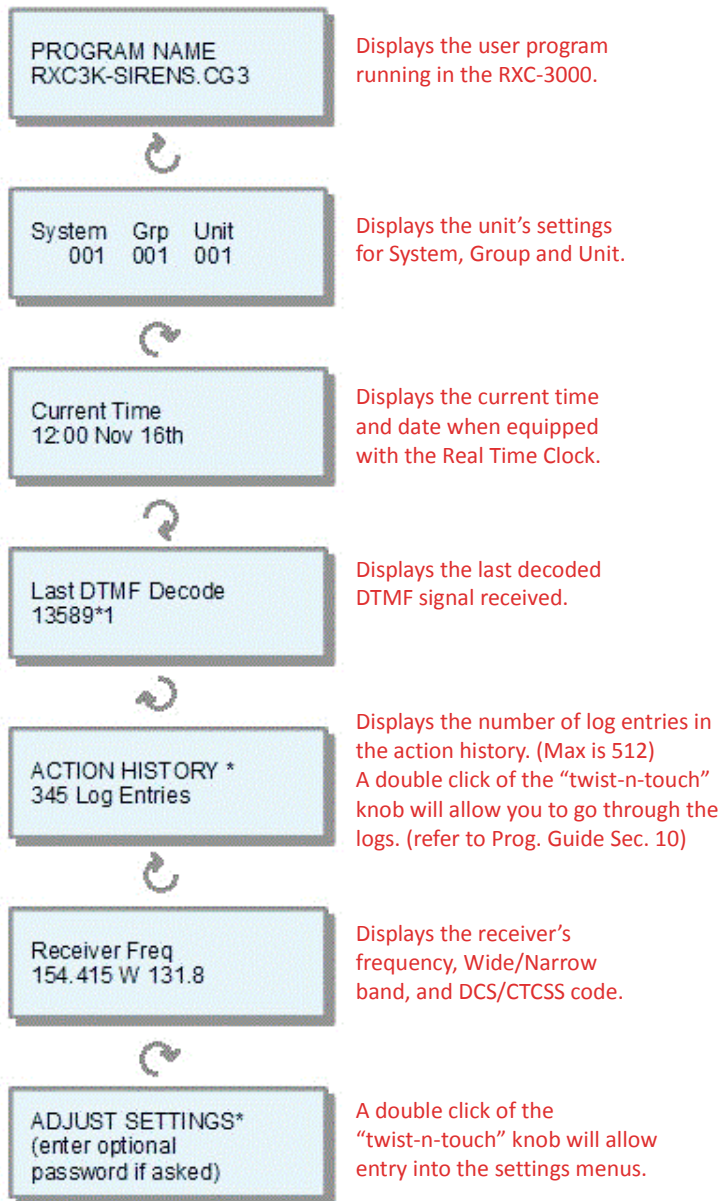 PROGRAM NAME
RXC3K-SIRENS.CG3
Displays the user program
running in the RXC-3000.
System Grp Unit
001 001 001
Displays the unit’s settings
for System, Group and Unit.
Current Time
12:00 Nov 16th
Displays the current time
and date when equipped
with the Real Time Clock.
Last DTMF Decode
13589*1
Displays the last decoded
DTMF signal received.
ACTION HISTORY *
345 Log Entries
Displays the number of log entries in
the action history. (Max is 512)
A double click of the “twist-n-touch”
knob will allow you to go through the
logs. (refer to Prog. Guide Sec. 10)
Receiver Freq
154.415 W 131.8
Displays the receiver’s
frequency, Wide/Narrow
band, and DCS/CTCSS code.
ADJUST SETTINGS*
(enter optional
password if asked)
A double click of the
“twist-n-touch” knob will allow
entry into the settings menus.